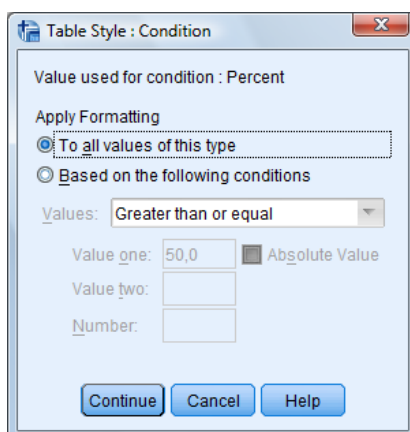 Table Style : Condition
Value used for condition : Percent
Apply Formatting
To all values of this type
Based on the following conditions
Values: Greater than or equal
Value one: 50,0 Absolute Value
Value two:
Number:
Continue Cancel Help